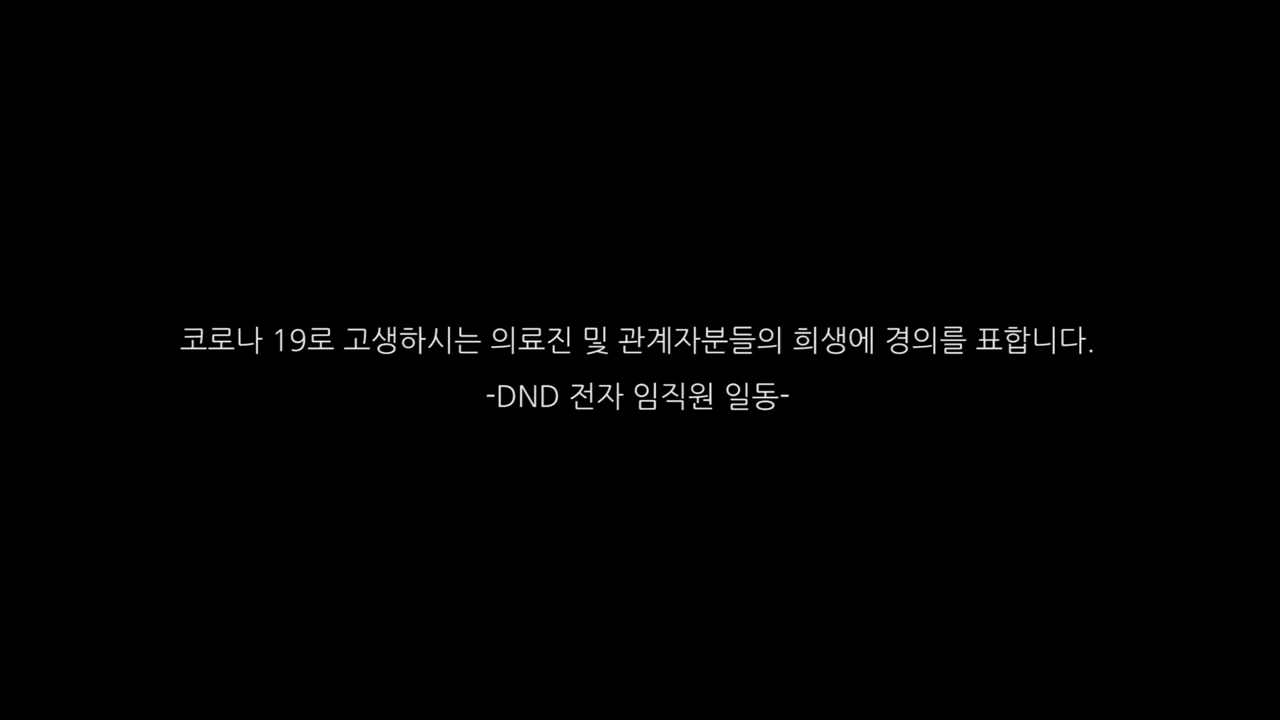 코로나 19로 고생하시는 의료진 및 관계자분들의 희생에 경의를 표합니다.
-DND 전자 임직원 일동-